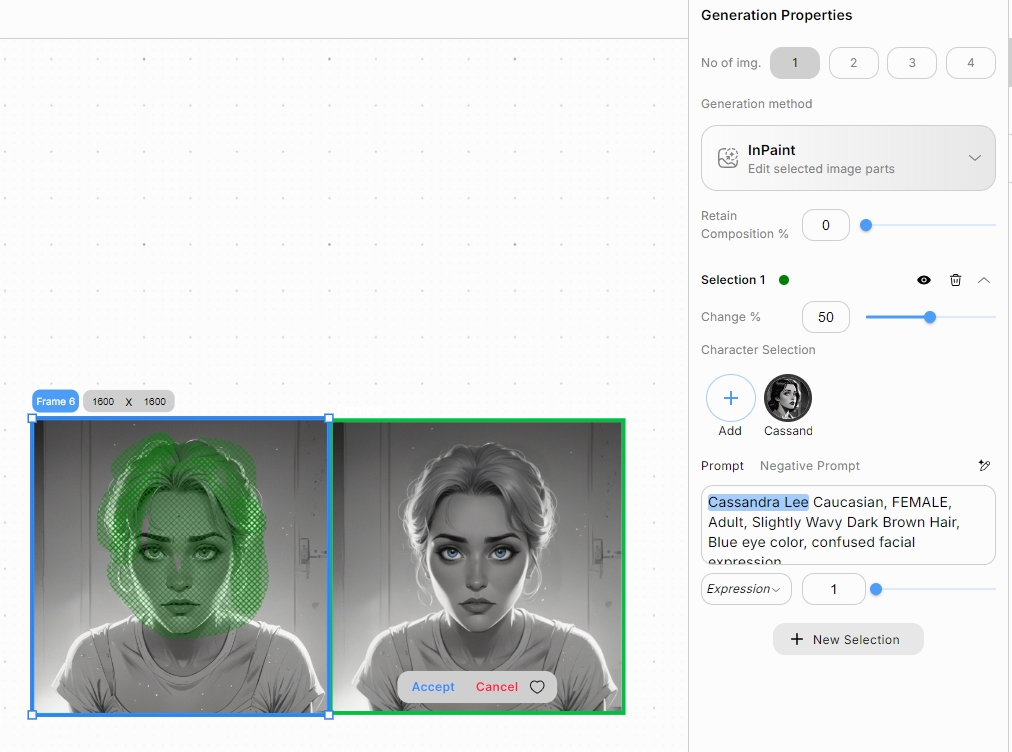 Generation Properties
No of img. 1 2 3 4
Generation method
InPaint
Edit selected image parts
Retain
Composition % 0
Selection 1
Change % 50
Character Selection
Add Cassand
Prompt Negative Prompt
Cassandra Lee Caucasian, FEMALE,
Adult, Slightly Wavy Dark Brown Hair,
Blue eye color, confused facial
expression
Expression 1
New Selection
Frame 6 1600 X 1600
Accept Cancel